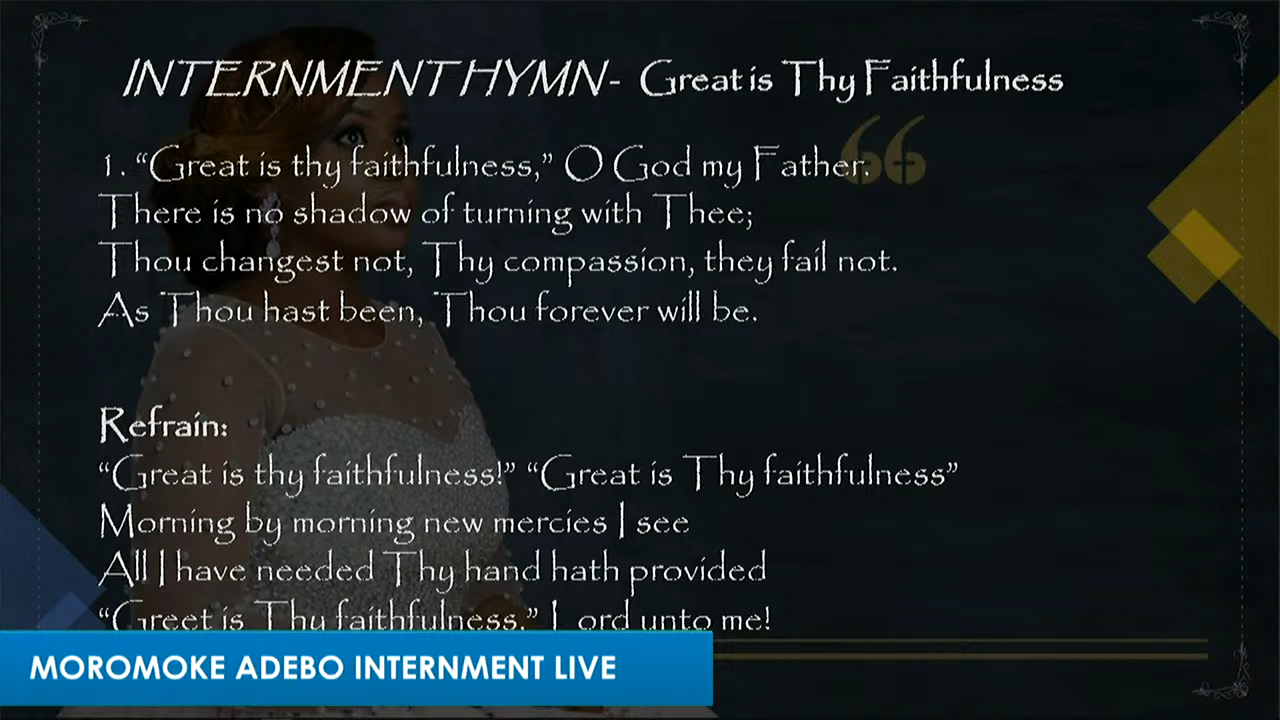 INTERNMENT HYMN- Great is Thy Faithfulness
1. “Great is thy faithfulness,” O God my Father.
There is no shadow of turning with Thee;
Thou changest not, Thy compassion, they fail not.
As Thou hast been, Thou forever will be.
Refrain:
“Great is thy faithfulness!” “Great is Thy faithfulness”
Morning by morning new mercies I see
All I have needed Thy hand hath provided
“Greet is Thy faithfulness,” Lord unto me!
MOROMOKE ADEBO INTERNMENT LIVE